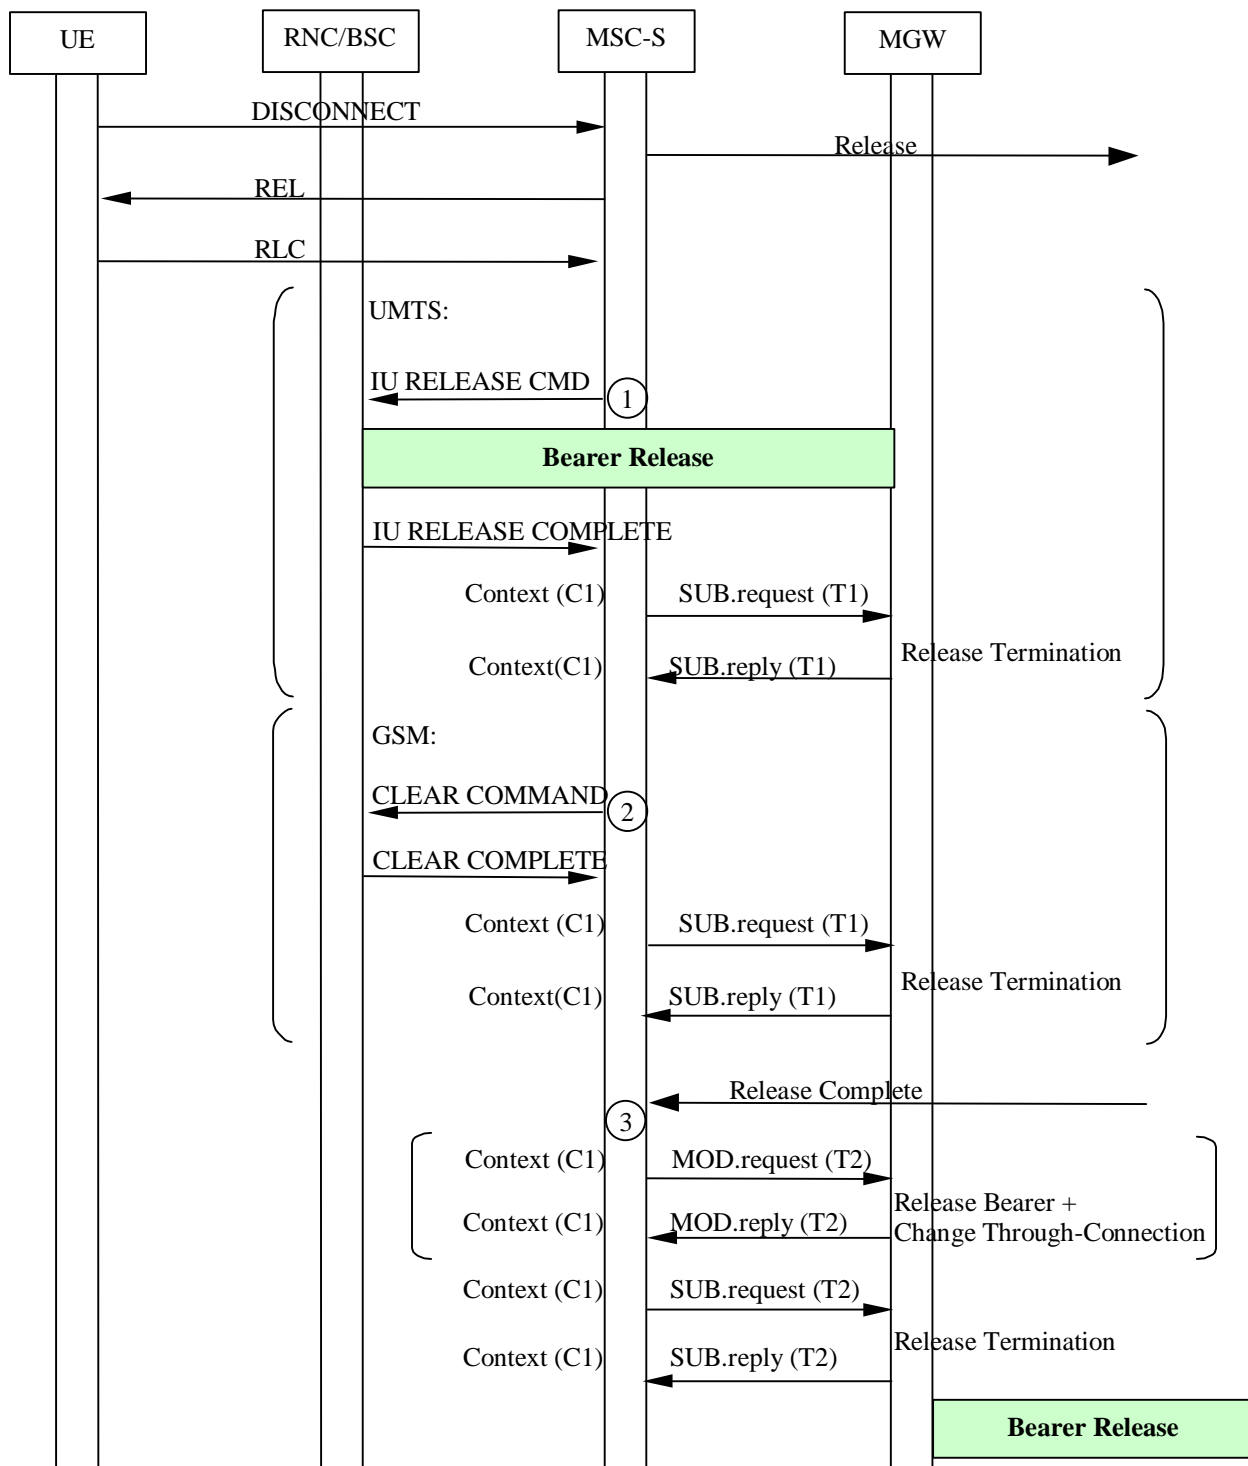 UE
RNC/BSC
MSC-S
MGW
DISCONNECT
Release
REL
RLC
UMTS:
IU RELEASE CMD
1
Bearer Release
IU RELEASE COMPLETE
Context (C1)
SUB.request (T1)
Context(C1)
SUB.reply (T1)
Release Termination
GSM:
CLEAR COMMAND
2
CLEAR COMPLETE
Context (C1)
SUB.request (T1)
Context(C1)
SUB.reply (T1)
Release Termination
Release Complete
3
Context (C1)
MOD.request (T2)
Context (C1)
MOD.reply (T2)
Release Bearer +
Change Through-Connection
Context (C1)
SUB.request (T2)
Context (C1)
SUB.reply (T2)
Release Termination
Bearer Release